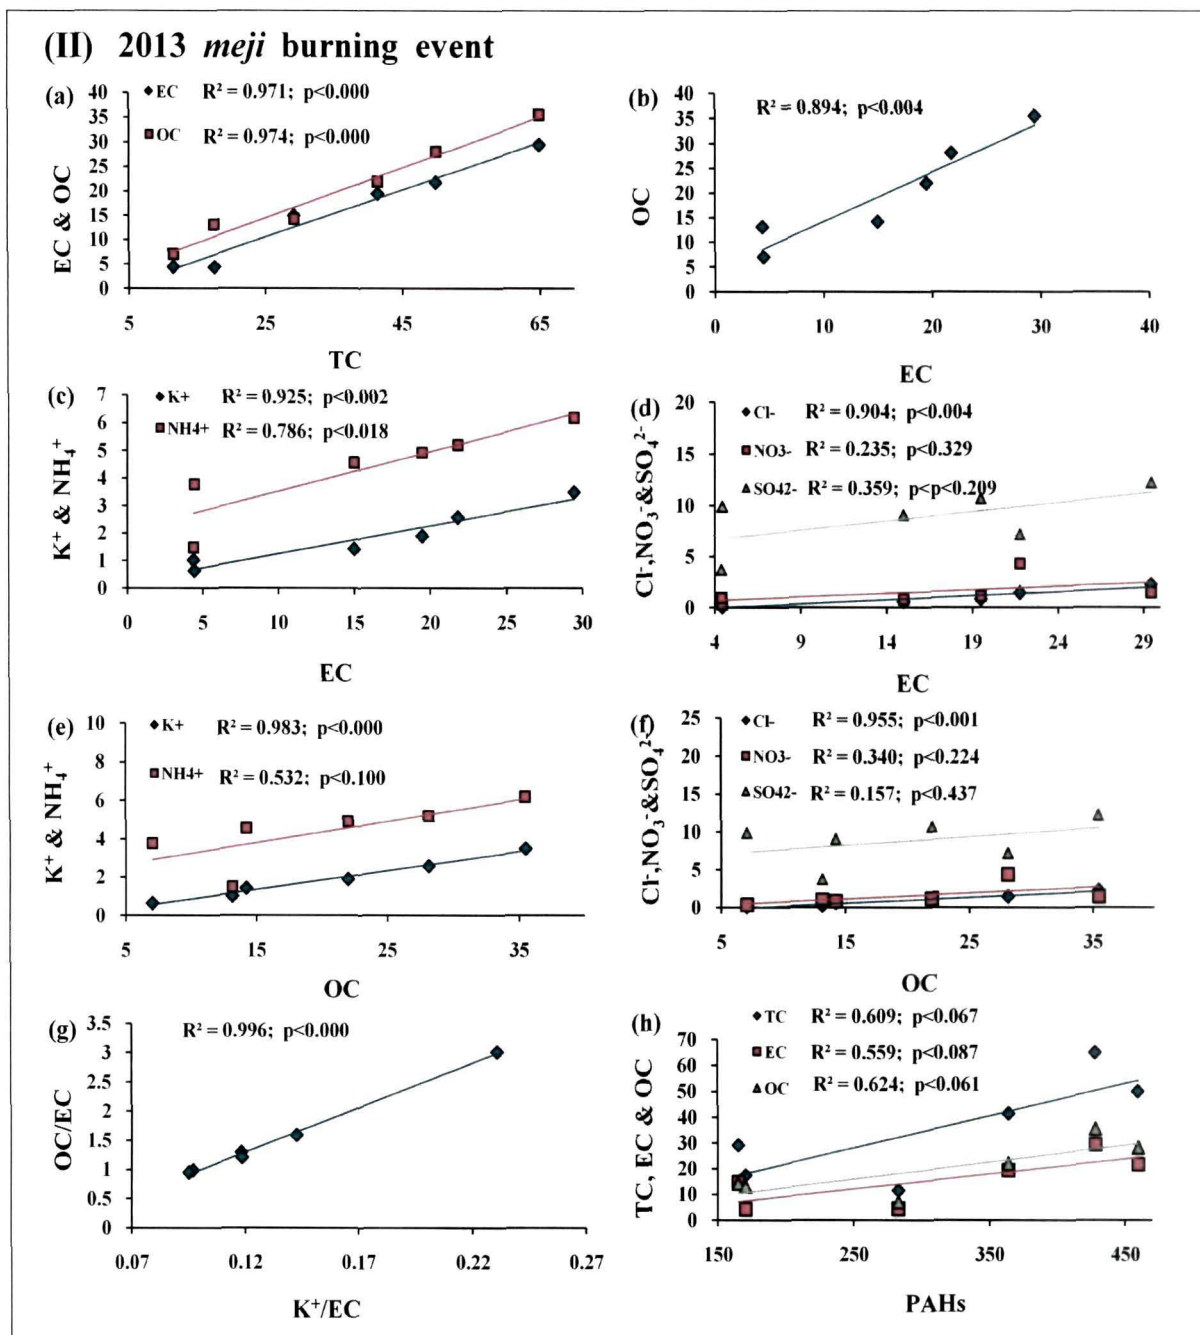 (II) 2013 meji burning event
(a)
EC R² = 0.971; p<0.000
OC R² = 0.974; p<0.000
EC & OC
40
35
30
25
20
15
10
5
0
5 25 45 65
TC
(b)
R² = 0.894; p<0.004
OC
40
35
30
25
20
15
10
5
0
0 10 20 30 40
EC
(c)
K+ R² = 0.925; p<0.002
NH4+ R² = 0.786; p<0.018
K⁺ & NH₄⁺
7
6
5
4
3
2
1
0
0 5 10 15 20 25 30
EC
(d)
Cl- R² = 0.904; p<0.004
NO3- R² = 0.235; p<0.329
SO42- R² = 0.359; p<p<0.209
Cl⁻,NO₃⁻&SO₄²⁻
20
15
10
5
0
4 9 14 19 24 29
EC
(e)
K+ R² = 0.983; p<0.000
NH4+ R² = 0.532; p<0.100
K⁺ & NH₄⁺
10
8
6
4
2
0
5 15 25 35
OC
(f)
Cl- R² = 0.955; p<0.001
NO3- R² = 0.340; p<0.224
SO42- R² = 0.157; p<0.437
Cl⁻,NO₃⁻&SO₄²⁻
25
20
15
10
5
0
5 15 25 35
OC
(g)
R² = 0.996; p<0.000
OC/EC
3.5
3
2.5
2
1.5
1
0.5
0
0.07 0.12 0.17 0.22 0.27
K⁺/EC
(h)
TC R² = 0.609; p<0.067
EC R² = 0.559; p<0.087
OC R² = 0.624; p<0.061
TC, EC & OC
70
60
50
40
30
20
10
0
150 250 350 450
PAHs